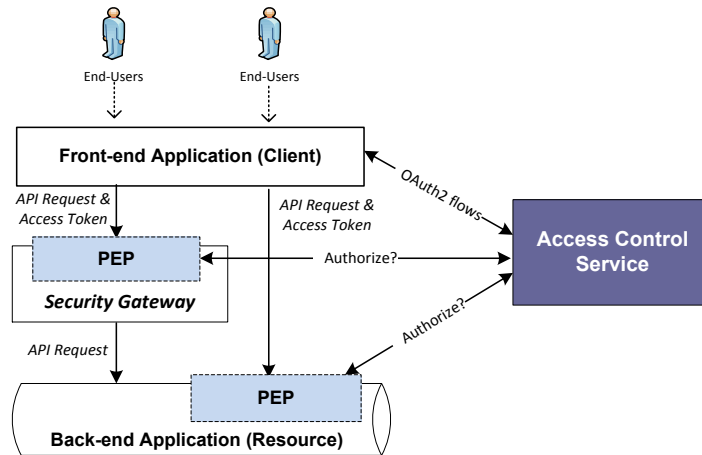 End-Users
End-Users
Front-end Application (Client)
API Request &
Access Token
API Request &
Access Token
OAuth2 flows
Access Control
Service
PEP
Authorize?
Security Gateway
Authorize?
API Request
PEP
Back-end Application (Resource)